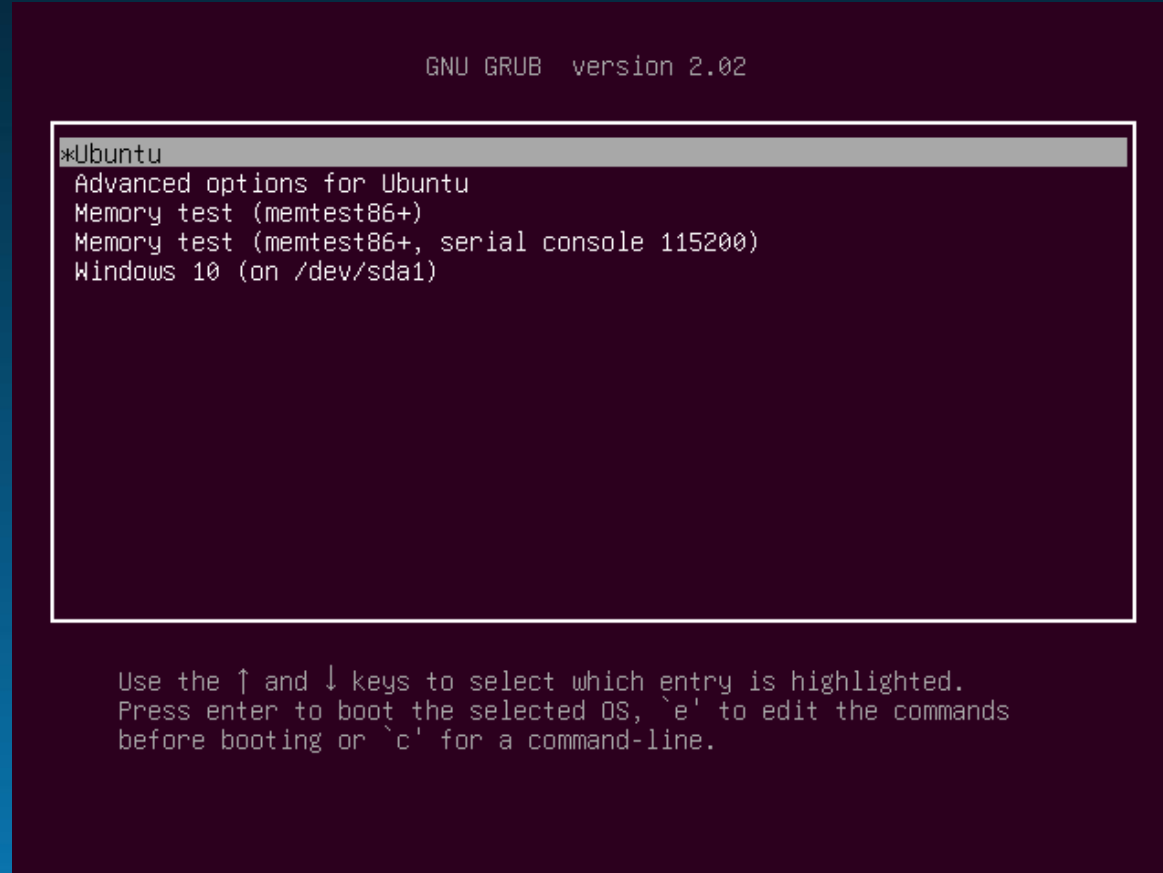 GNU GRUB  version 2.02
*Ubuntu
Advanced options for Ubuntu
Memory test (memtest86+)
Memory test (memtest86+, serial console 115200)
Windows 10 (on /dev/sda1)
Use the ↑ and ↓ keys to select which entry is highlighted.
Press enter to boot the selected OS, `e' to edit the commands
before booting or `c' for a command-line.